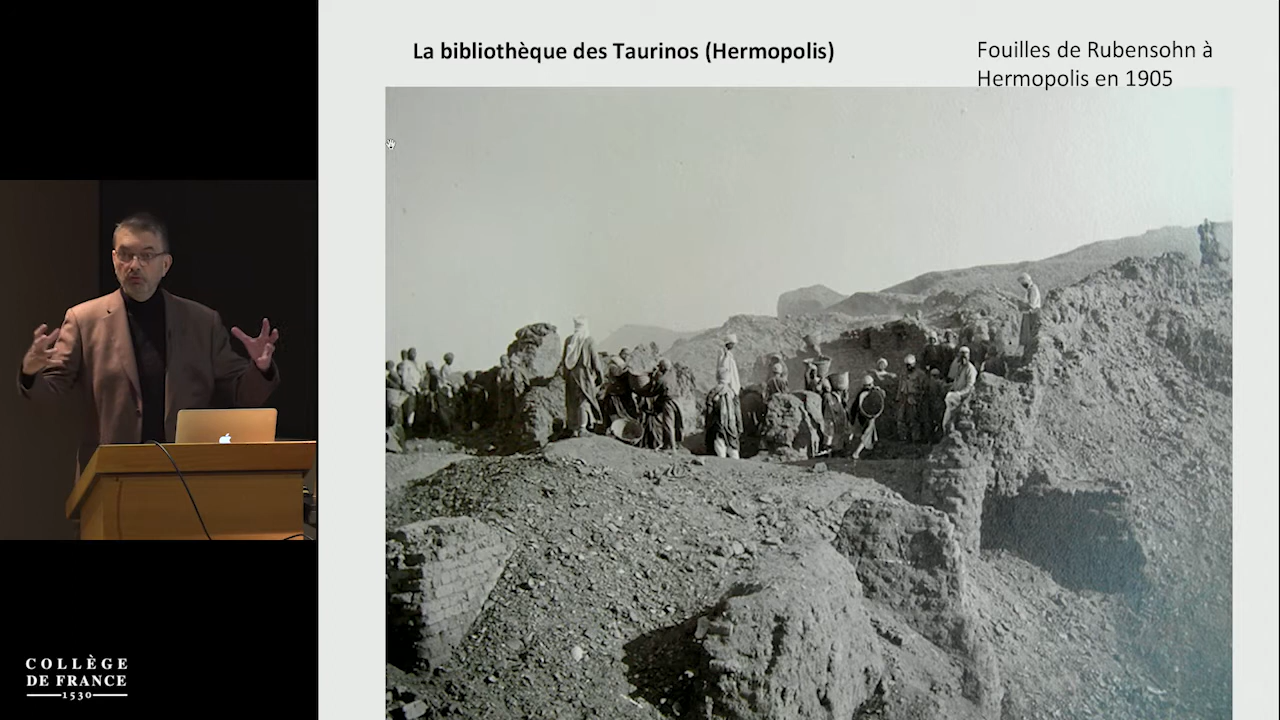 La bibliothèque des Taurinos (Hermopolis)
Fouilles de Rubensohn à
Hermopolis en 1905
COLLÈGE
DE FRANCE
1530